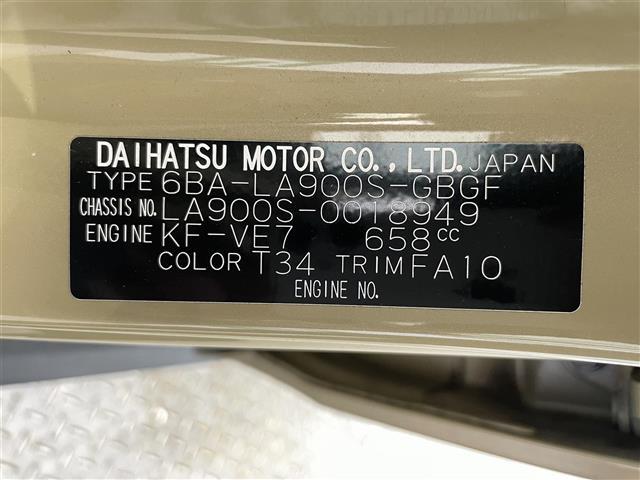 DAIHATSU MOTOR CO., LTD. JAPAN
TYPE 6BA-LA900S-GBGF
CHASSIS NO. LA900S-0018949
ENGINE KF-VE7 658CC
COLOR T34 TRIM FA10
ENGINE NO.